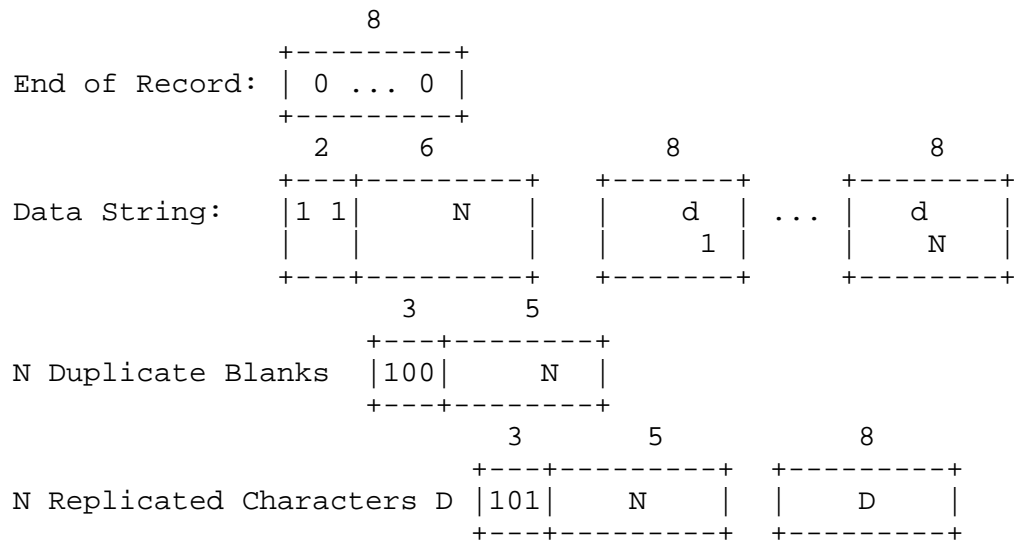 8
+---------+
End of Record: | 0 ... 0 |
+---------+
2 6 8 8
+---+---------+ +-------+ +--------+
Data String: |1 1| N | | d | ... | d |
| | | | 1 | | N |
+---+---------+ +-------+ +--------+
3 5
+---+--------+
N Duplicate Blanks |100| N |
+---+--------+
3 5 8
+---+---------+ +---------+
N Replicated Characters D |101| N | | D |
+---+---------+ +---------+